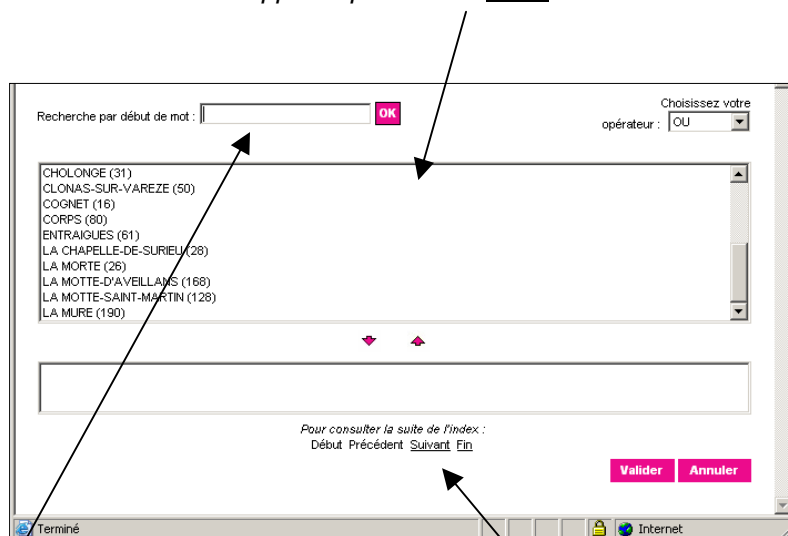 Recherche par début de mot : OK
Choisissez votre
opérateur : OU
CHOLONGE (31)
CLONAS-SUR-VAREZE (50)
COGNET (16)
CORPS (80)
ENTRAIGUES (61)
LA CHAPELLE-DE-SURIEU (28)
LA MORTE (26)
LA MOTTE-D'AVEILLANS (168)
LA MOTTE-SAINT-MARTIN (128)
LA MURE (190)
Pour consulter la suite de l'index :
Début Précédent Suivant Fin
Valider Annuler
Terminé Internet